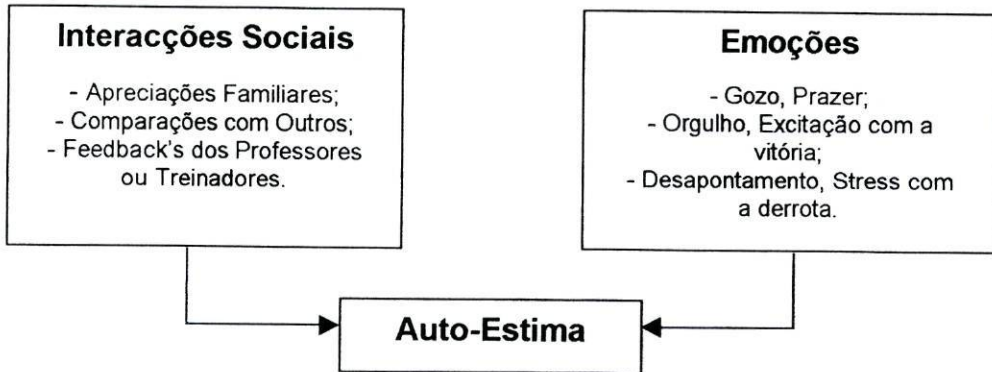 Interacções Sociais
- Apreciações Familiares;
- Comparações com Outros;
- Feedback's dos Professores
ou Treinadores.
Emoções
- Gozo, Prazer;
- Orgulho, Excitação com a
vitória;
- Desapontamento, Stress com
a derrota.
Auto-Estima